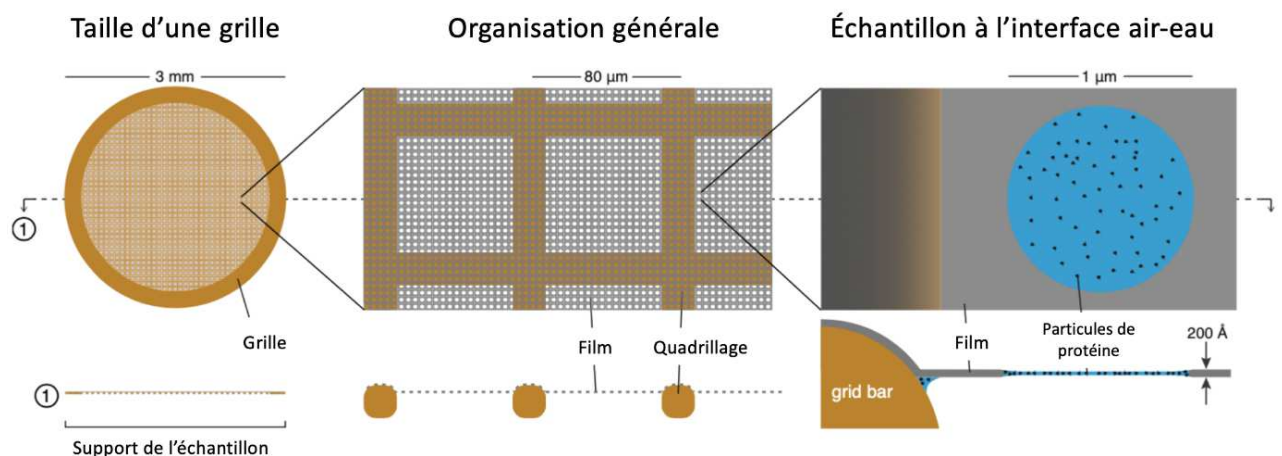 Taille d’une grille
Organisation générale
Échantillon à l’interface air-eau
3 mm
80 µm
1 µm
①
Grille
Film
Quadrillage
Film
Particules de
protéine
200 Å
①
grid bar
Support de l’échantillon